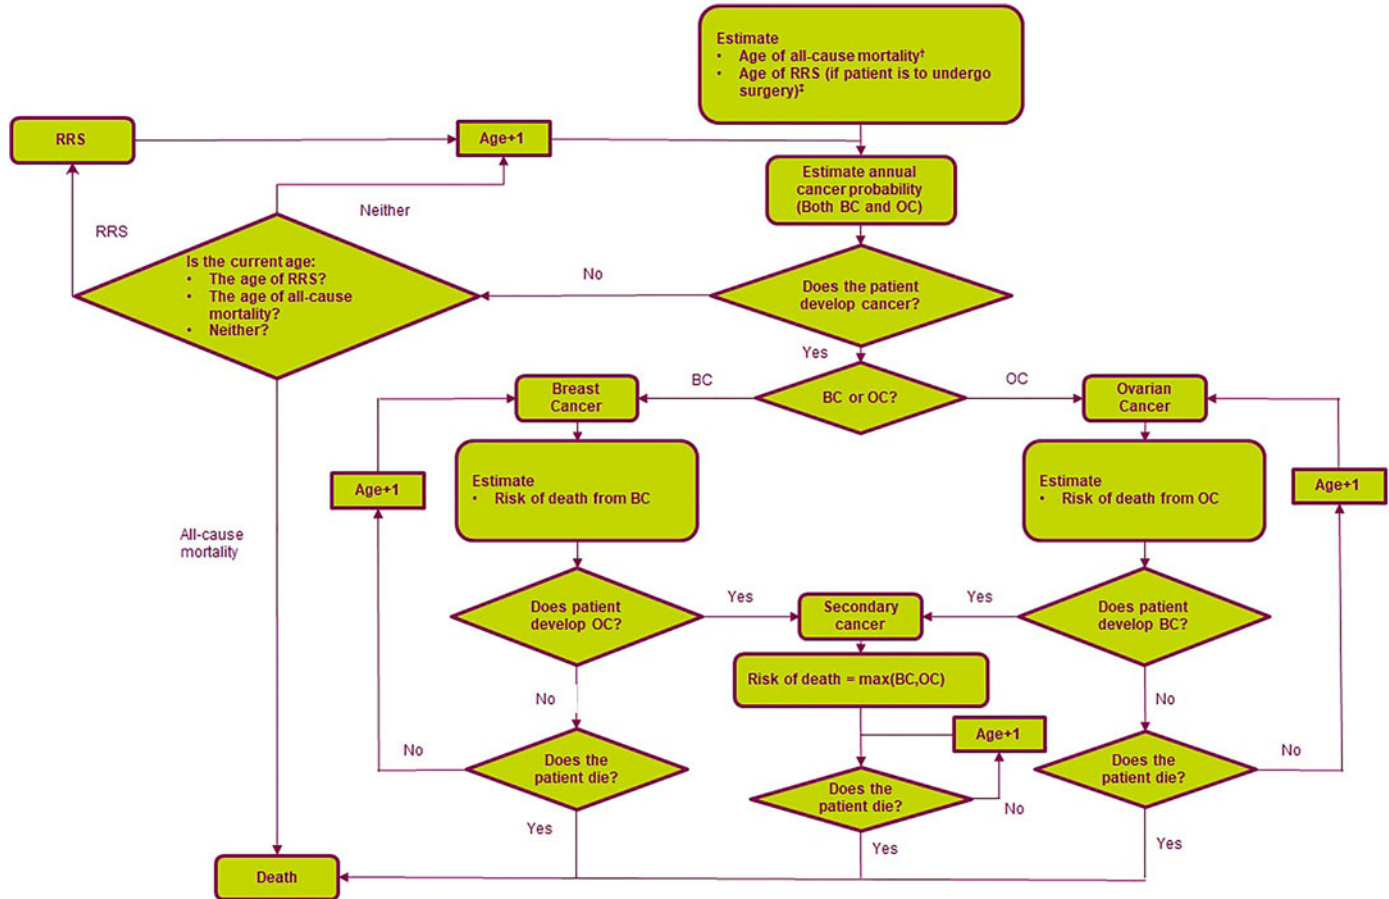 Estimate
• Age of all-cause mortality†
• Age of RRS (if patient is to undergo
surgery)‡
RRS
Age+1
Estimate annual
cancer probability
(Both BC and OC)
Neither
RRS
Is the current age:
• The age of RRS?
• The age of all-cause
mortality?
• Neither?
No
Does the patient
develop cancer?
Yes
BC
BC or OC?
OC
Breast
Cancer
Ovarian
Cancer
Estimate
• Risk of death from BC
Age+1
Estimate
• Risk of death from OC
Age+1
All-cause
mortality
Does patient
develop OC?
Yes
Secondary
cancer
Yes
Does patient
develop BC?
Risk of death = max(BC,OC)
No
No
Age+1
No
Does the
patient die?
Does the
patient die?
No
Does the
patient die?
No
Yes
Yes
Yes
Death